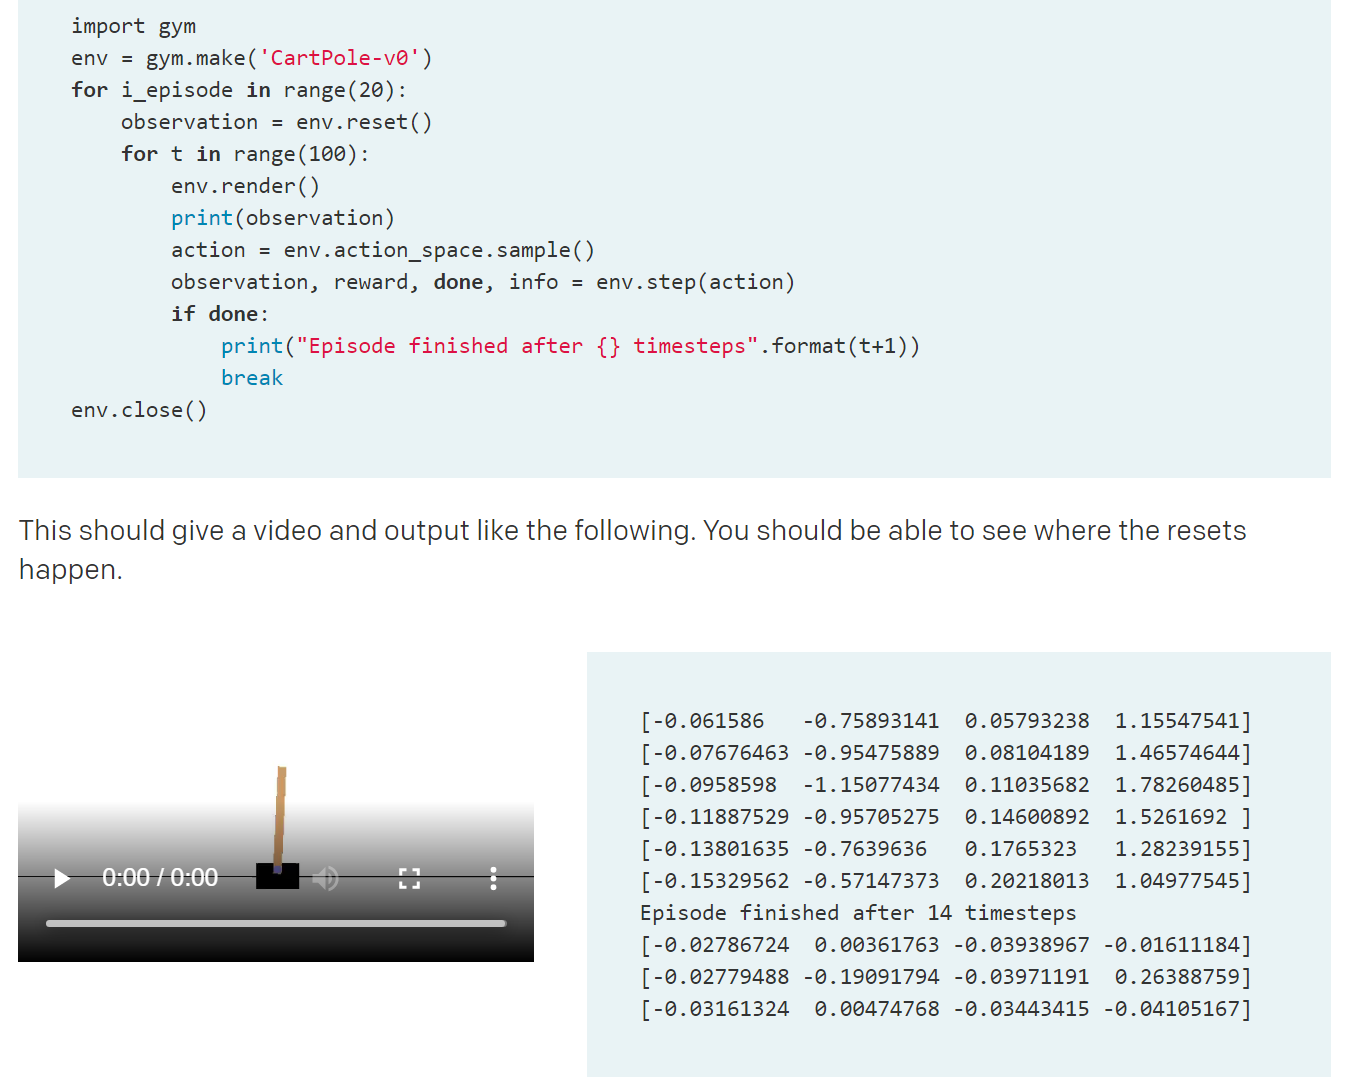 import gym
env = gym.make('CartPole-v0')
for i_episode in range(20):
    observation = env.reset()
    for t in range(100):
        env.render()
        print(observation)
        action = env.action_space.sample()
        observation, reward, done, info = env.step(action)
        if done:
            print("Episode finished after {} timesteps".format(t+1))
            break
env.close()
This should give a video and output like the following. You should be able to see where the resets
happen.
0:00 / 0:00
[-0.061586   -0.75893141  0.05793238  1.15547541]
[-0.07676463 -0.95475889  0.08104189  1.46574644]
[-0.0958598  -1.15077434  0.11035682  1.78260485]
[-0.11887529 -0.95705275  0.14600892  1.5261692 ]
[-0.13801635 -0.7639636   0.1765323   1.28239155]
[-0.15329562 -0.57147373  0.20218013  1.04977545]
Episode finished after 14 timesteps
[-0.02786724  0.00361763 -0.03938967 -0.01611184]
[-0.02779488 -0.19091794 -0.03971191  0.26388759]
[-0.03161324  0.00474768 -0.03443415 -0.04105167]